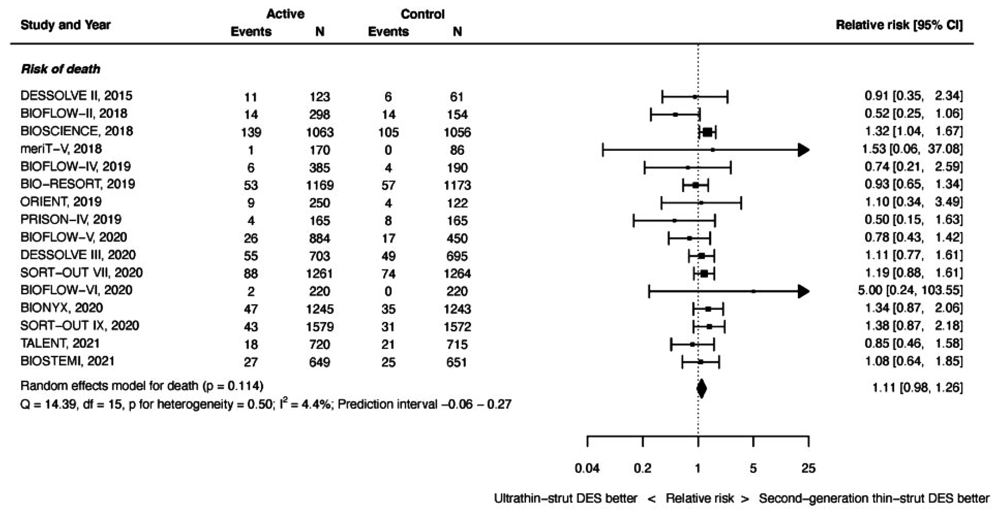 Active Control
Study and Year Events N Events N Relative risk [95% CI]
Risk of death
DESSOLVE II, 2015 11 123 6 61 0.91 [0.35, 2.34]
BIOFLOW–II, 2018 14 298 14 154 0.52 [0.25, 1.06]
BIOSCIENCE, 2018 139 1063 105 1056 1.32 [1.04, 1.67]
meriT–V, 2018 1 170 0 86 1.53 [0.06, 37.08]
BIOFLOW–IV, 2019 6 385 4 190 0.74 [0.21, 2.59]
BIO–RESORT, 2019 53 1169 57 1173 0.93 [0.65, 1.34]
ORIENT, 2019 9 250 4 122 1.10 [0.34, 3.49]
PRISON–IV, 2019 4 165 8 165 0.50 [0.15, 1.63]
BIOFLOW–V, 2020 26 884 17 450 0.78 [0.43, 1.42]
DESSOLVE III, 2020 55 703 49 695 1.11 [0.77, 1.61]
SORT–OUT VII, 2020 88 1261 74 1264 1.19 [0.88, 1.61]
BIOFLOW–VI, 2020 2 220 0 220 5.00 [0.24, 103.55]
BIONYX, 2020 47 1245 35 1243 1.34 [0.87, 2.06]
SORT–OUT IX, 2020 43 1579 31 1572 1.38 [0.87, 2.18]
TALENT, 2021 18 720 21 715 0.85 [0.46, 1.58]
BIOSTEMI, 2021 27 649 25 651 1.08 [0.64, 1.85]
Random effects model for death (p = 0.114) 1.11 [0.98, 1.26]
Q = 14.39, df = 15, p for heterogeneity = 0.50; I² = 4.4%; Prediction interval –0.06 – 0.27
0.04 0.2 1 5 25
Ultrathin–strut DES better < Relative risk > Second–generation thin–strut DES better